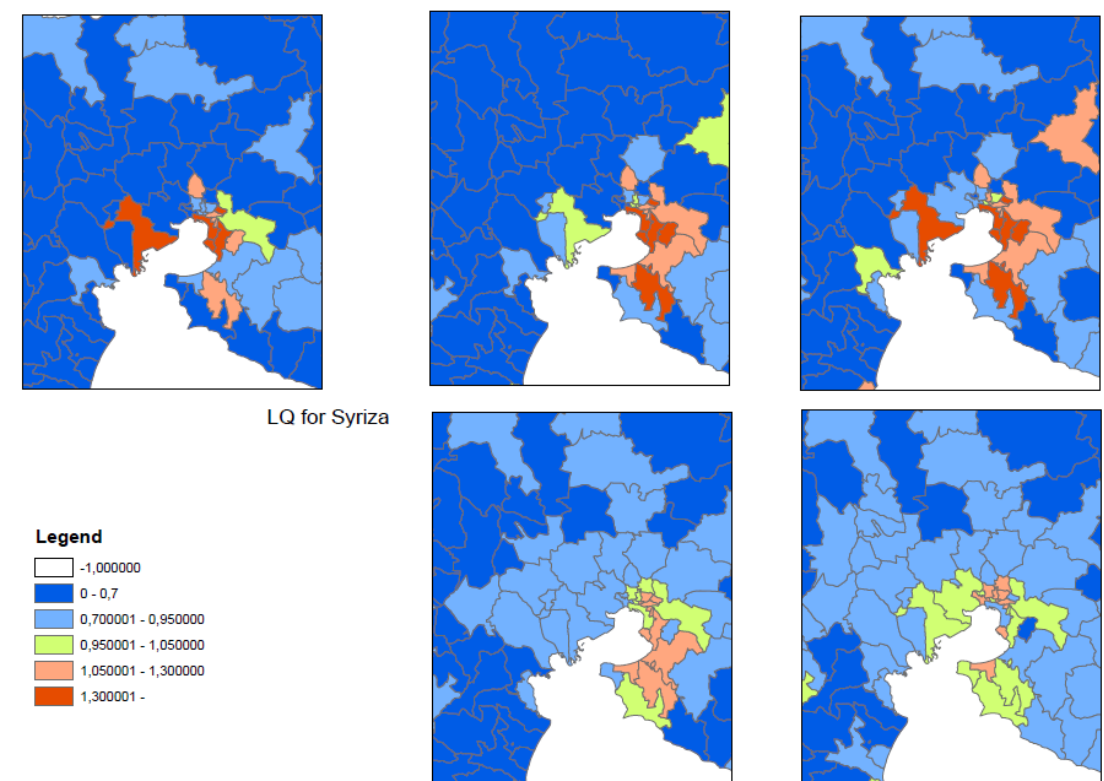 LQ for Syriza
Legend
-1,000000
0 - 0,7
0,700001 - 0,950000
0,950001 - 1,050000
1,050001 - 1,300000
1,300001 -